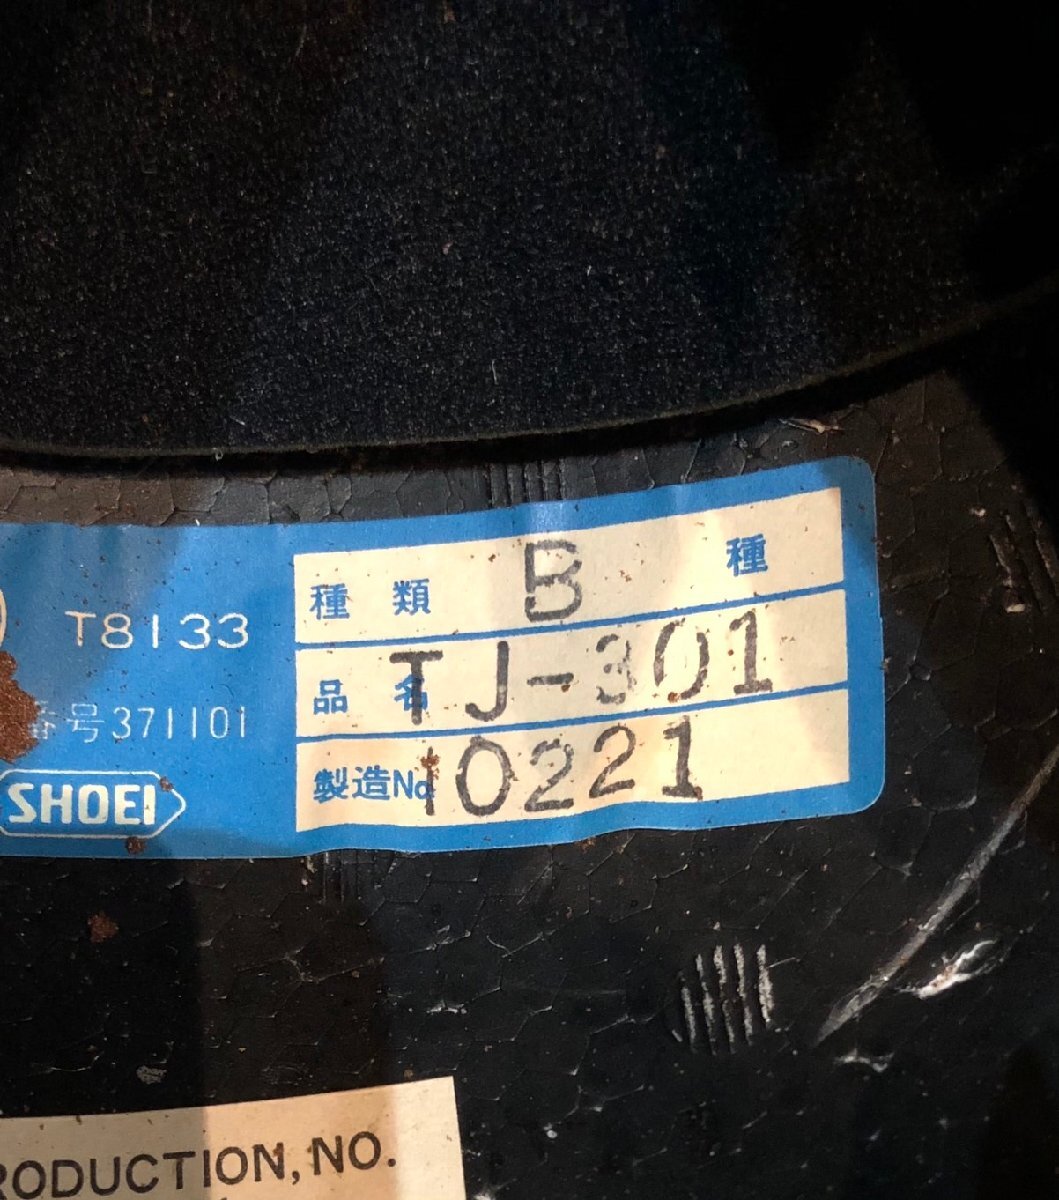 種 類 B 種
T8133
品 名 TJ-301
番号371101
製造No. 10221
SHOEI
RODUCTION, NO.